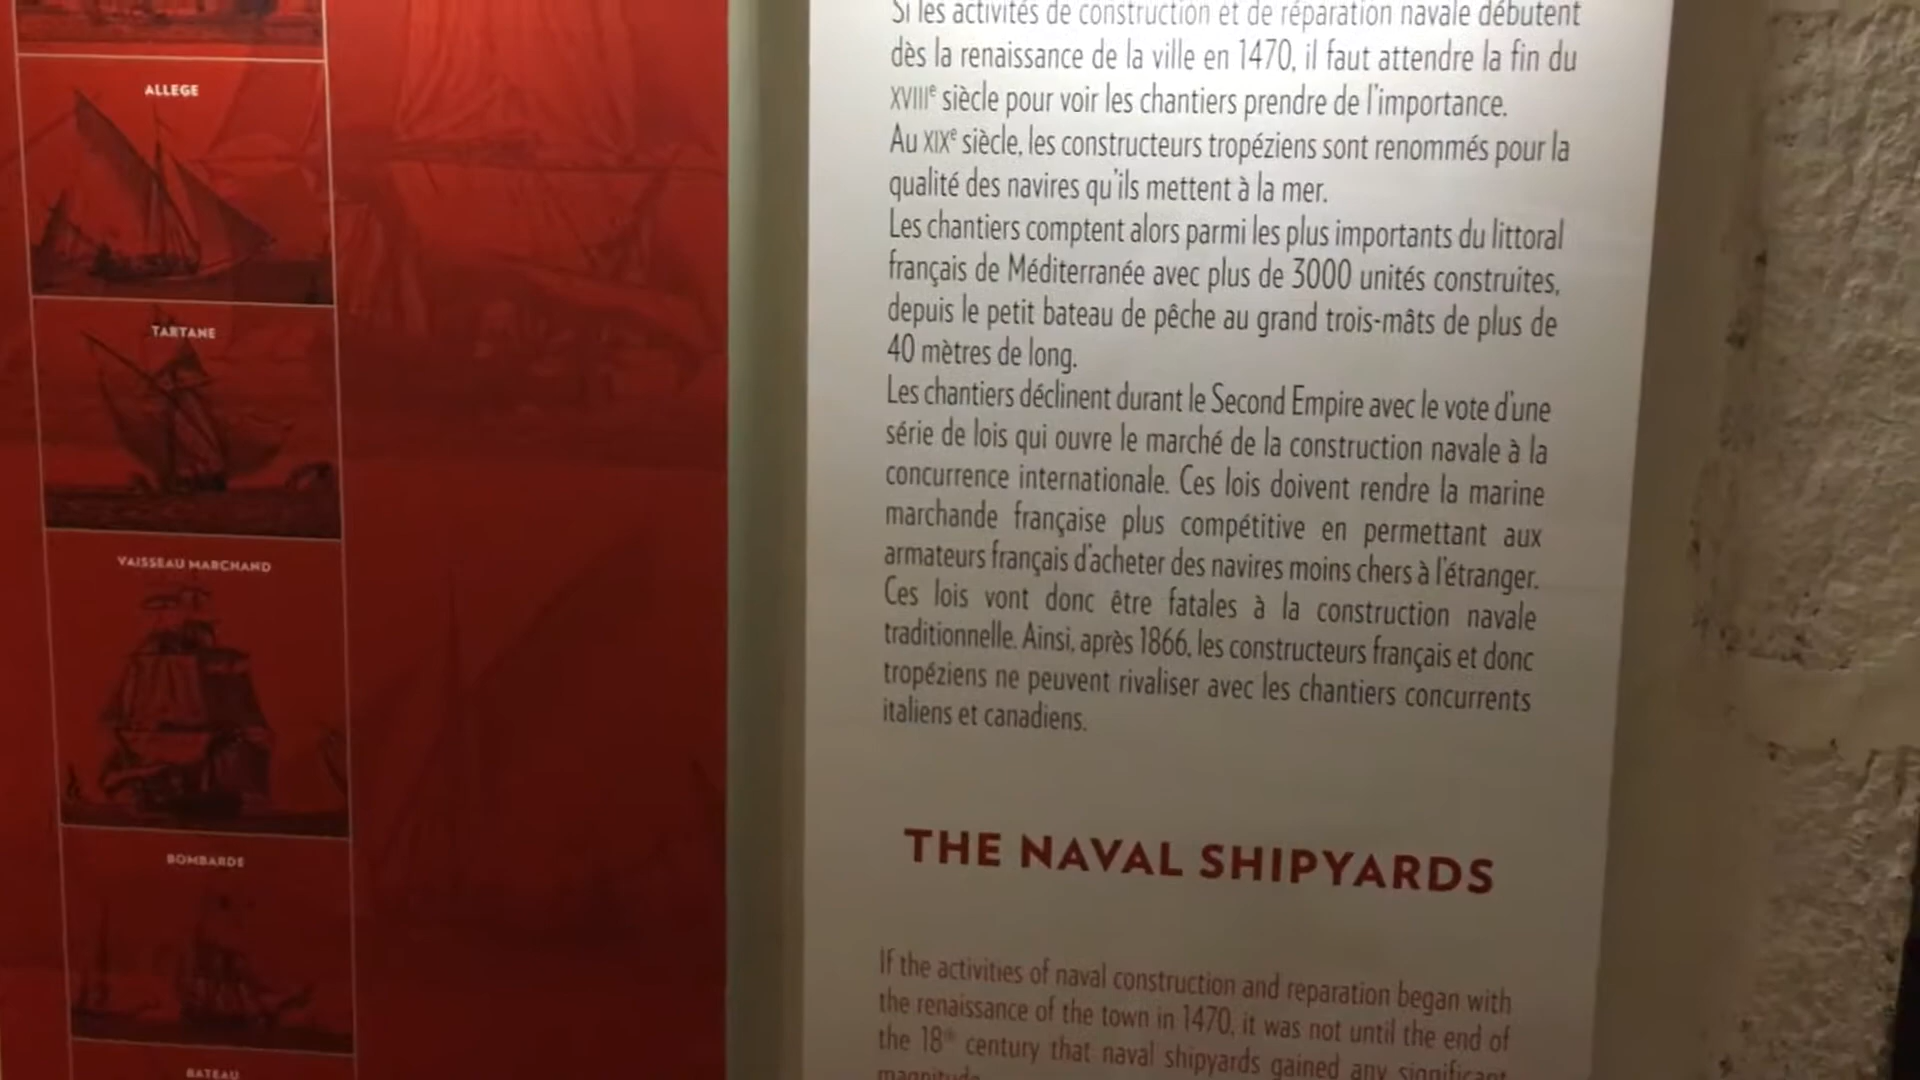 ALLEGE
TARTANE
VAISSEAU MARCHAND
BOMBARDE
BATEAU
Si les activités de construction et de réparation navale débutent
dès la renaissance de la ville en 1470, il faut attendre la fin du
XVIIIe siècle pour voir les chantiers prendre de l'importance.
Au XIXe siècle, les constructeurs tropéziens sont renommés pour la
qualité des navires qu'ils mettent à la mer.
Les chantiers comptent alors parmi les plus importants du littoral
français de Méditerranée avec plus de 3000 unités construites,
depuis le petit bateau de pêche au grand trois-mâts de plus de
40 mètres de long.
Les chantiers déclinent durant le Second Empire avec le vote d'une
série de lois qui ouvre le marché de la construction navale à la
concurrence internationale. Ces lois doivent rendre la marine
marchande française plus compétitive en permettant aux
armateurs français d'acheter des navires moins chers à l'étranger.
Ces lois vont donc être fatales à la construction navale
traditionnelle. Ainsi, après 1866, les constructeurs français et donc
tropéziens ne peuvent rivaliser avec les chantiers concurrents
italiens et canadiens.
THE NAVAL SHIPYARDS
If the activities of naval construction and reparation began with
the renaissance of the town in 1470, it was not until the end of
the 18th century that naval shipyards gained any significant
magnitude